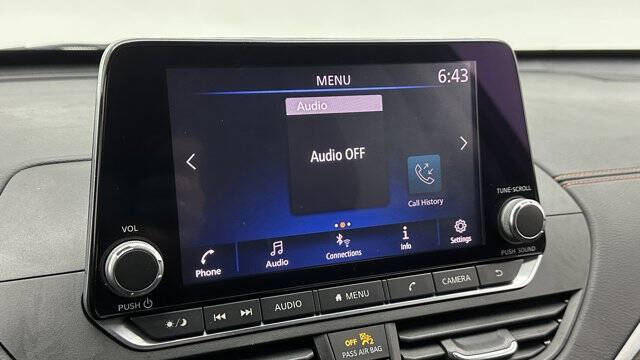 MENU
6:43
Audio
Audio OFF
Call History
TUNE·SCROLL
VOL
Phone
Audio
Connections
Info
Settings
PUSH SOUND
PUSH
AUDIO
MENU
CAMERA
OFF 2
PASS AIR BAG